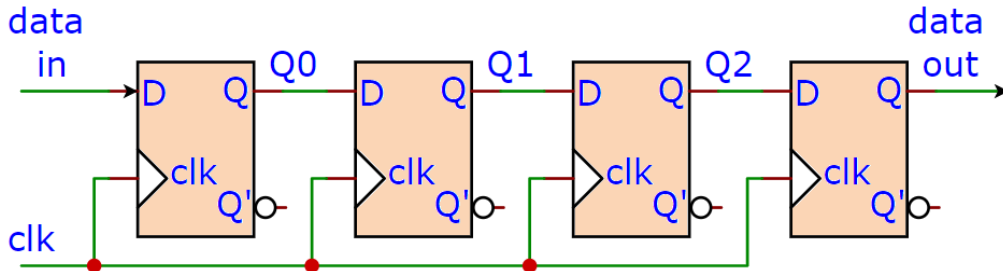 data in
Q0
Q1
Q2
data out
D Q
clk
Q'
D Q
clk
Q'
D Q
clk
Q'
D Q
clk
Q'
clk